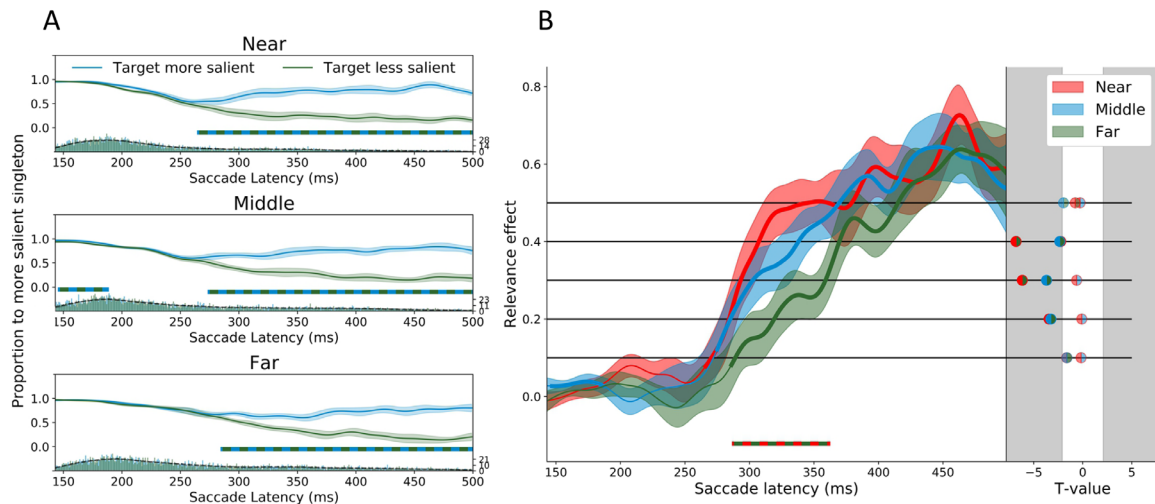 A
Near
Target more salient
Target less salient
1.0
0.5
0.0
28
14
0
150 200 250 300 350 400 450 500
Saccade Latency (ms)
Middle
1.0
0.5
0.0
23
11
0
150 200 250 300 350 400 450 500
Saccade Latency (ms)
Far
1.0
0.5
0.0
21
10
0
150 200 250 300 350 400 450 500
Saccade Latency (ms)
Proportion to more salient singleton
B
Near
Middle
Far
0.8
0.6
0.4
0.2
0.0
Relevance effect
150 200 250 300 350 400 450
Saccade latency (ms)
−5 0 5
T-value